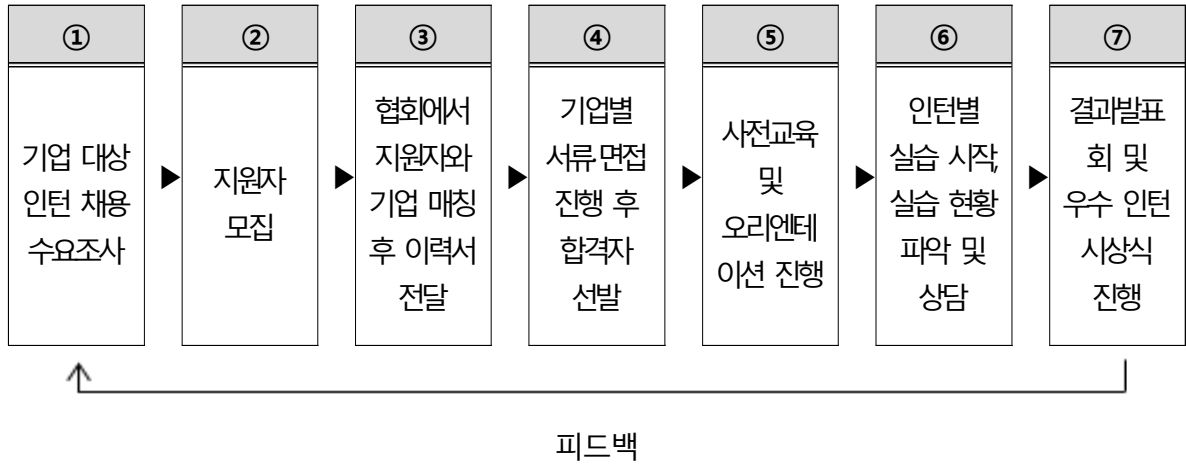 ①
기업 대상
인턴 채용
수요조사
▶
②
지원자
모집
▶
③
협회에서
지원자와
기업 매칭
후 이력서
전달
▶
④
기업별
서류·면접
진행 후
합격자
선발
▶
⑤
사전교육
및
오리엔테
이션 진행
▶
⑥
인턴별
실습 시작,
실습 현황
파악 및
상담
▶
⑦
결과발표
회 및
우수 인턴
시상식
진행
피드백